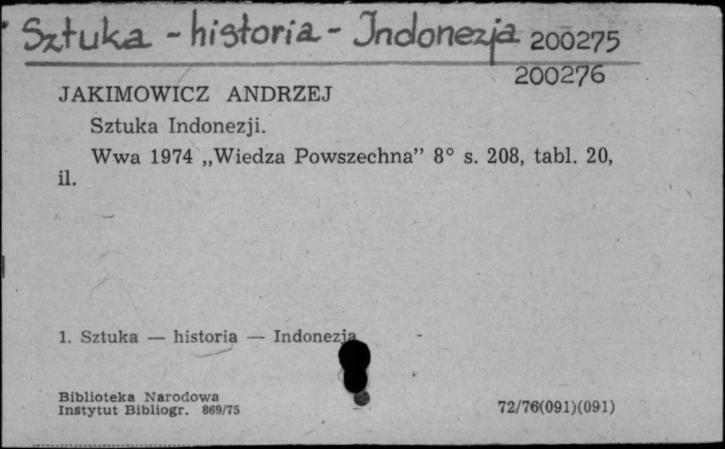 Sztuka - historia - Indonezja 200275
200276
JAKIMOWICZ ANDRZEJ
Sztuka Indonezji.
Wwa 1974 „Wiedza Powszechna” 8° s. 208, tabl. 20,
il.
1. Sztuka — historia — Indonezja
Biblioteka Narodowa
Instytut Bibliogr. 869/75
72/76(091)(091)